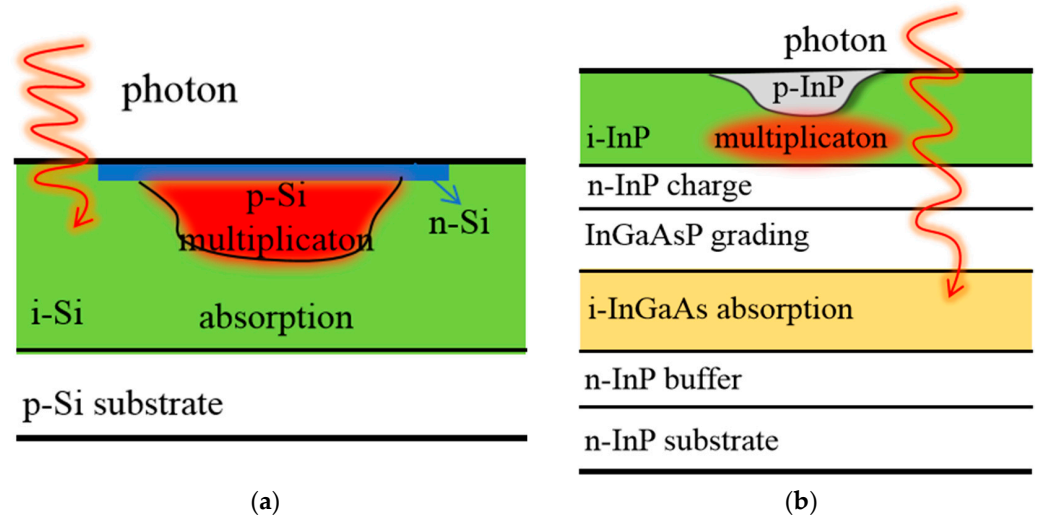 photon
p-Si
multiplicaton
n-Si
i-Si
absorption
p-Si substrate
(a)
photon
p-InP
i-InP
multiplicaton
n-InP charge
InGaAsP grading
i-InGaAs absorption
n-InP buffer
n-InP substrate
(b)